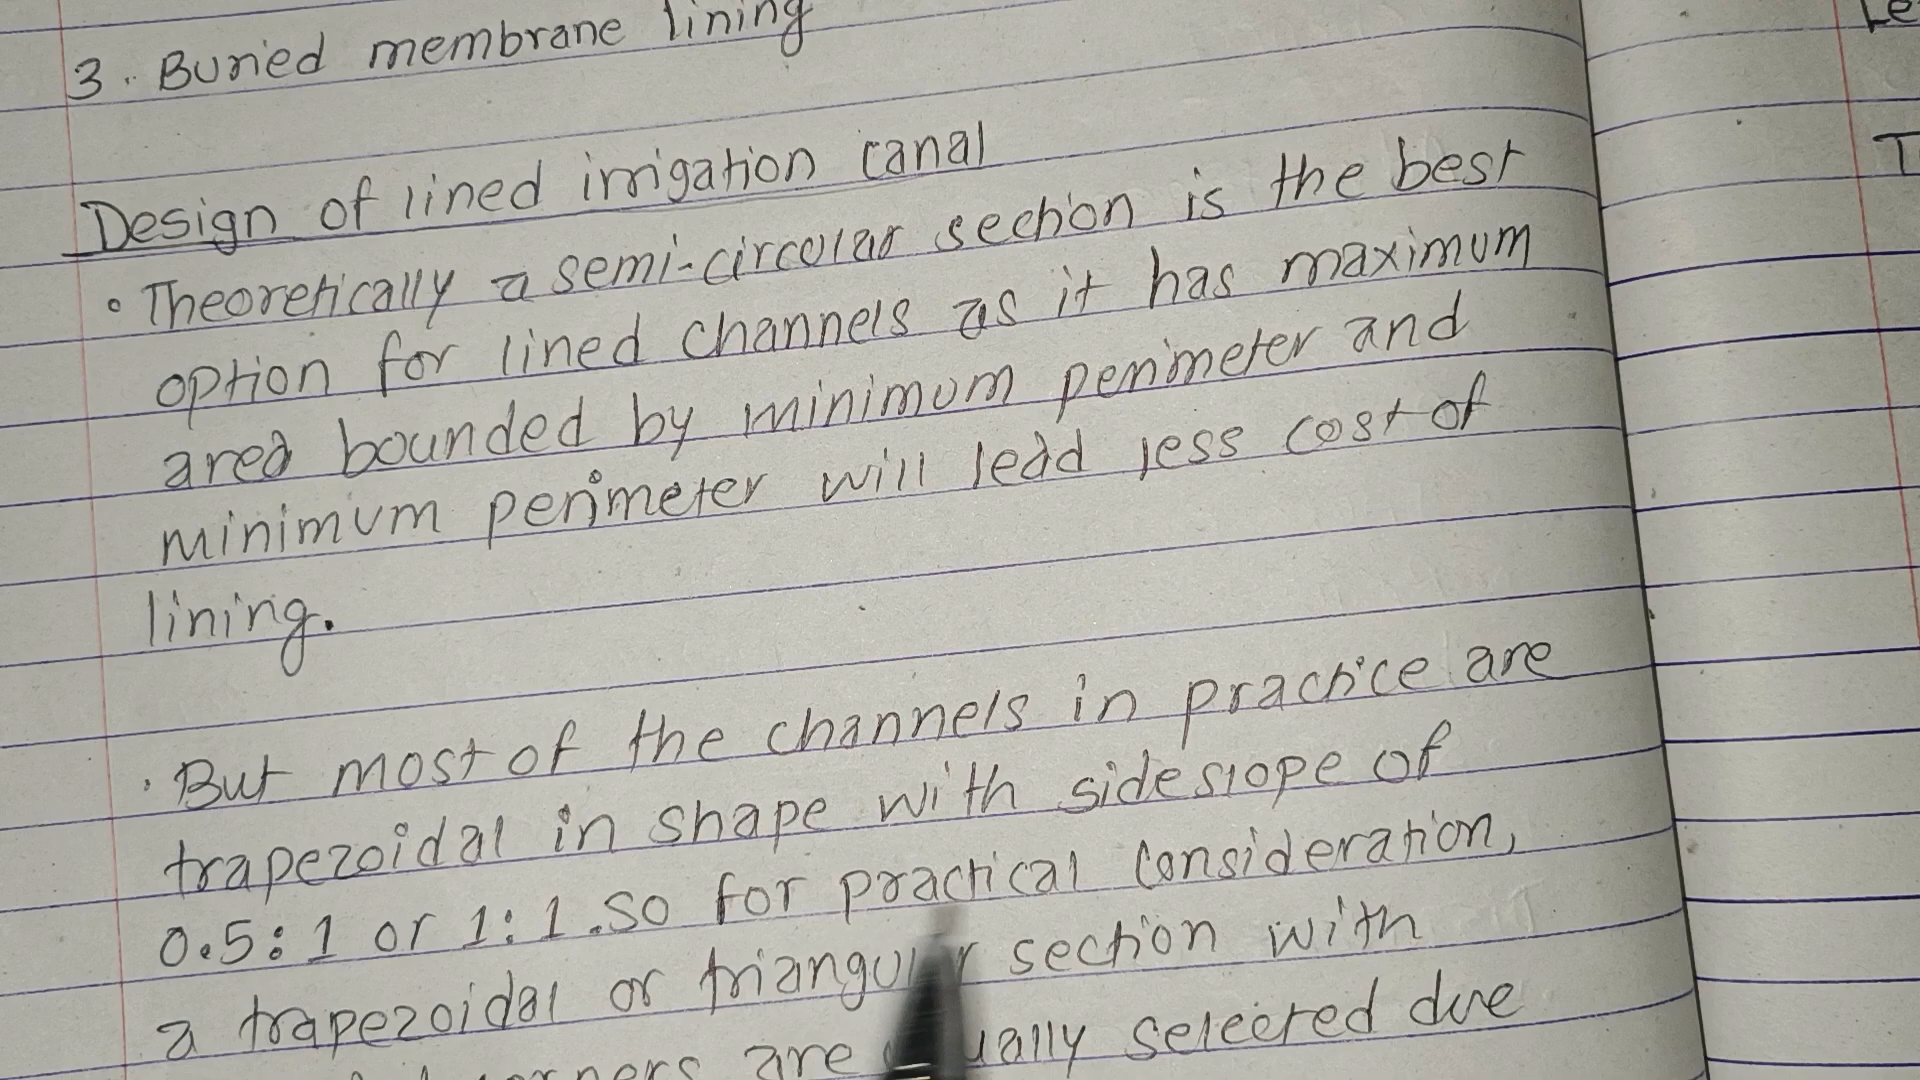 3. Buried membrane lining
Design of lined irrigation canal
• Theoretically a semi-circular section is the best
option for lined channels as it has maximum
area bounded by minimum perimeter and
minimum perimeter will lead less cost of
lining.
• But most of the channels in practice are
trapezoidal in shape with side slope of
0.5:1 or 1:1. So for practical consideration,
a trapezoidal or triangular section with
corners are selected due